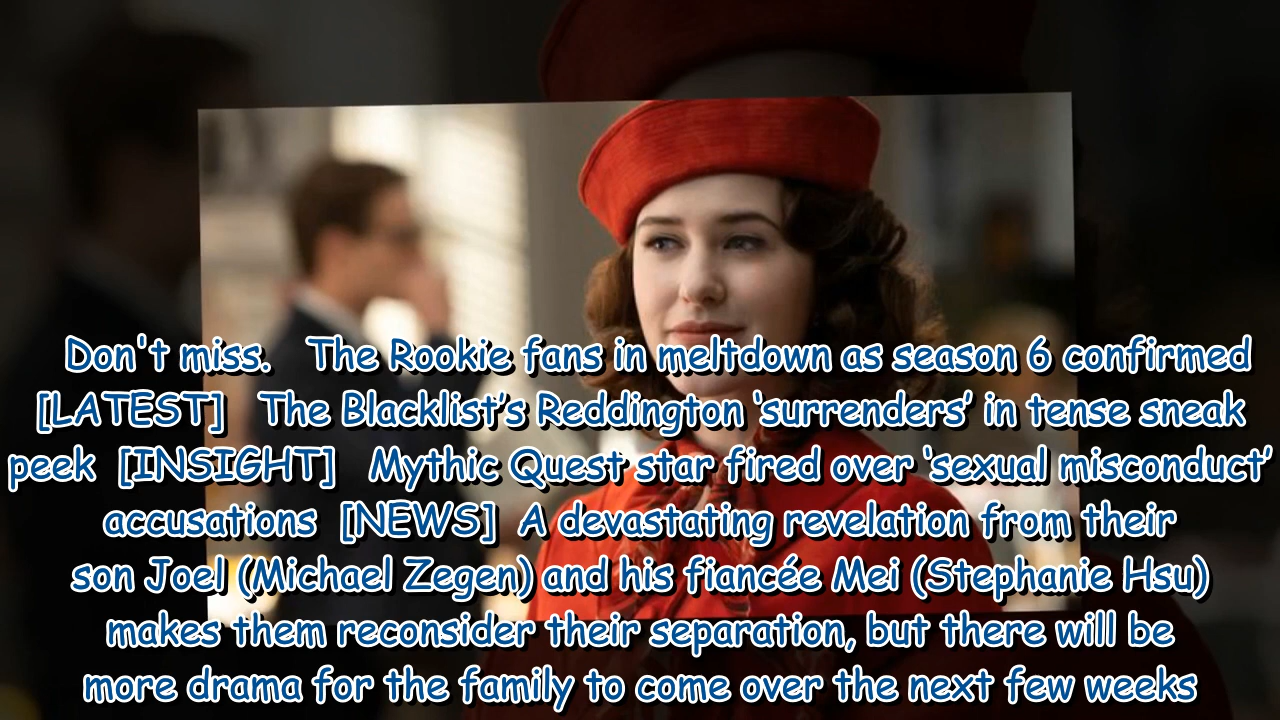 Don't miss. The Rookie fans in meltdown as season 6 confirmed
[LATEST] The Blacklist’s Reddington ‘surrenders’ in tense sneak
peek [INSIGHT] Mythic Quest star fired over ‘sexual misconduct’
accusations [NEWS] A devastating revelation from their
son Joel (Michael Zegen) and his fiancée Mei (Stephanie Hsu)
makes them reconsider their separation, but there will be
more drama for the family to come over the next few weeks